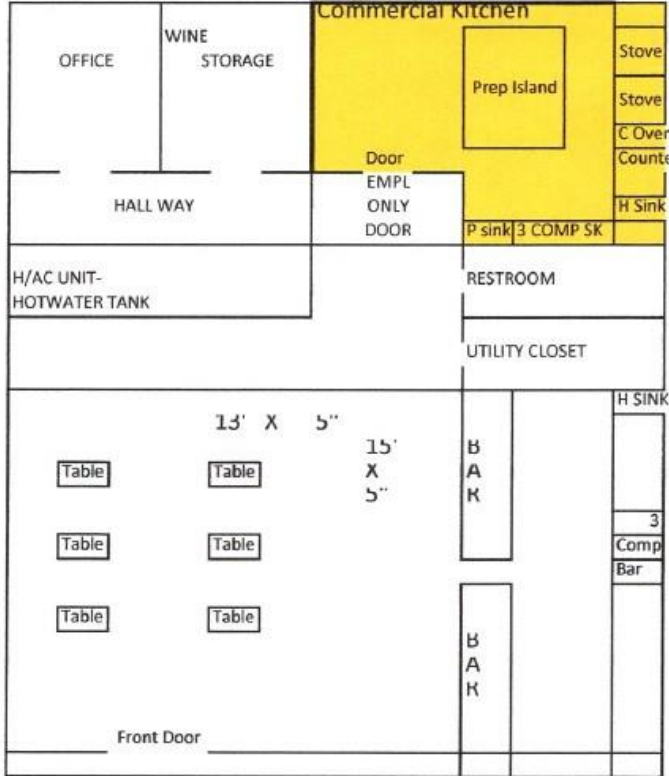 Commercial Kitchen
WINE
OFFICE
STORAGE
Stove
Prep Island
Stove
C Over
Counte
Door
EMPL
ONLY
DOOR
HALL WAY
H Sink
P sink
3 COMP SK
H/AC UNIT-
HOTWATER TANK
RESTROOM
UTILITY CLOSET
H SINK
13' X 5"
15'
X
5"
B
A
R
Table
Table
3
Comp
Bar
Table
Table
Table
Table
B
A
R
Front Door